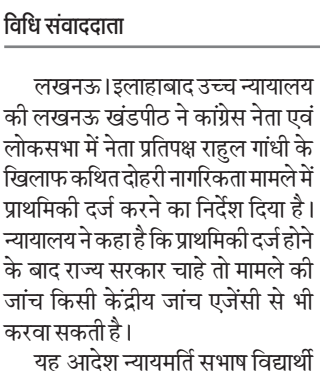 विधि संवाददाता
लखनऊ। इलाहाबाद उच्च न्यायालय
की लखनऊ खंडपीठ ने कांग्रेस नेता एवं
लोकसभा में नेता प्रतिपक्ष राहुल गांधी के
खिलाफ कथित दोहरी नागरिकता मामले में
प्राथमिकी दर्ज करने का निर्देश दिया है।
न्यायालय ने कहा है कि प्राथमिकी दर्ज होने
के बाद राज्य सरकार चाहे तो मामले की
जांच किसी केंद्रीय जांच एजेंसी से भी
करवा सकती है।
यह आदेश न्यायमूर्ति सुभाष विद्यार्थी